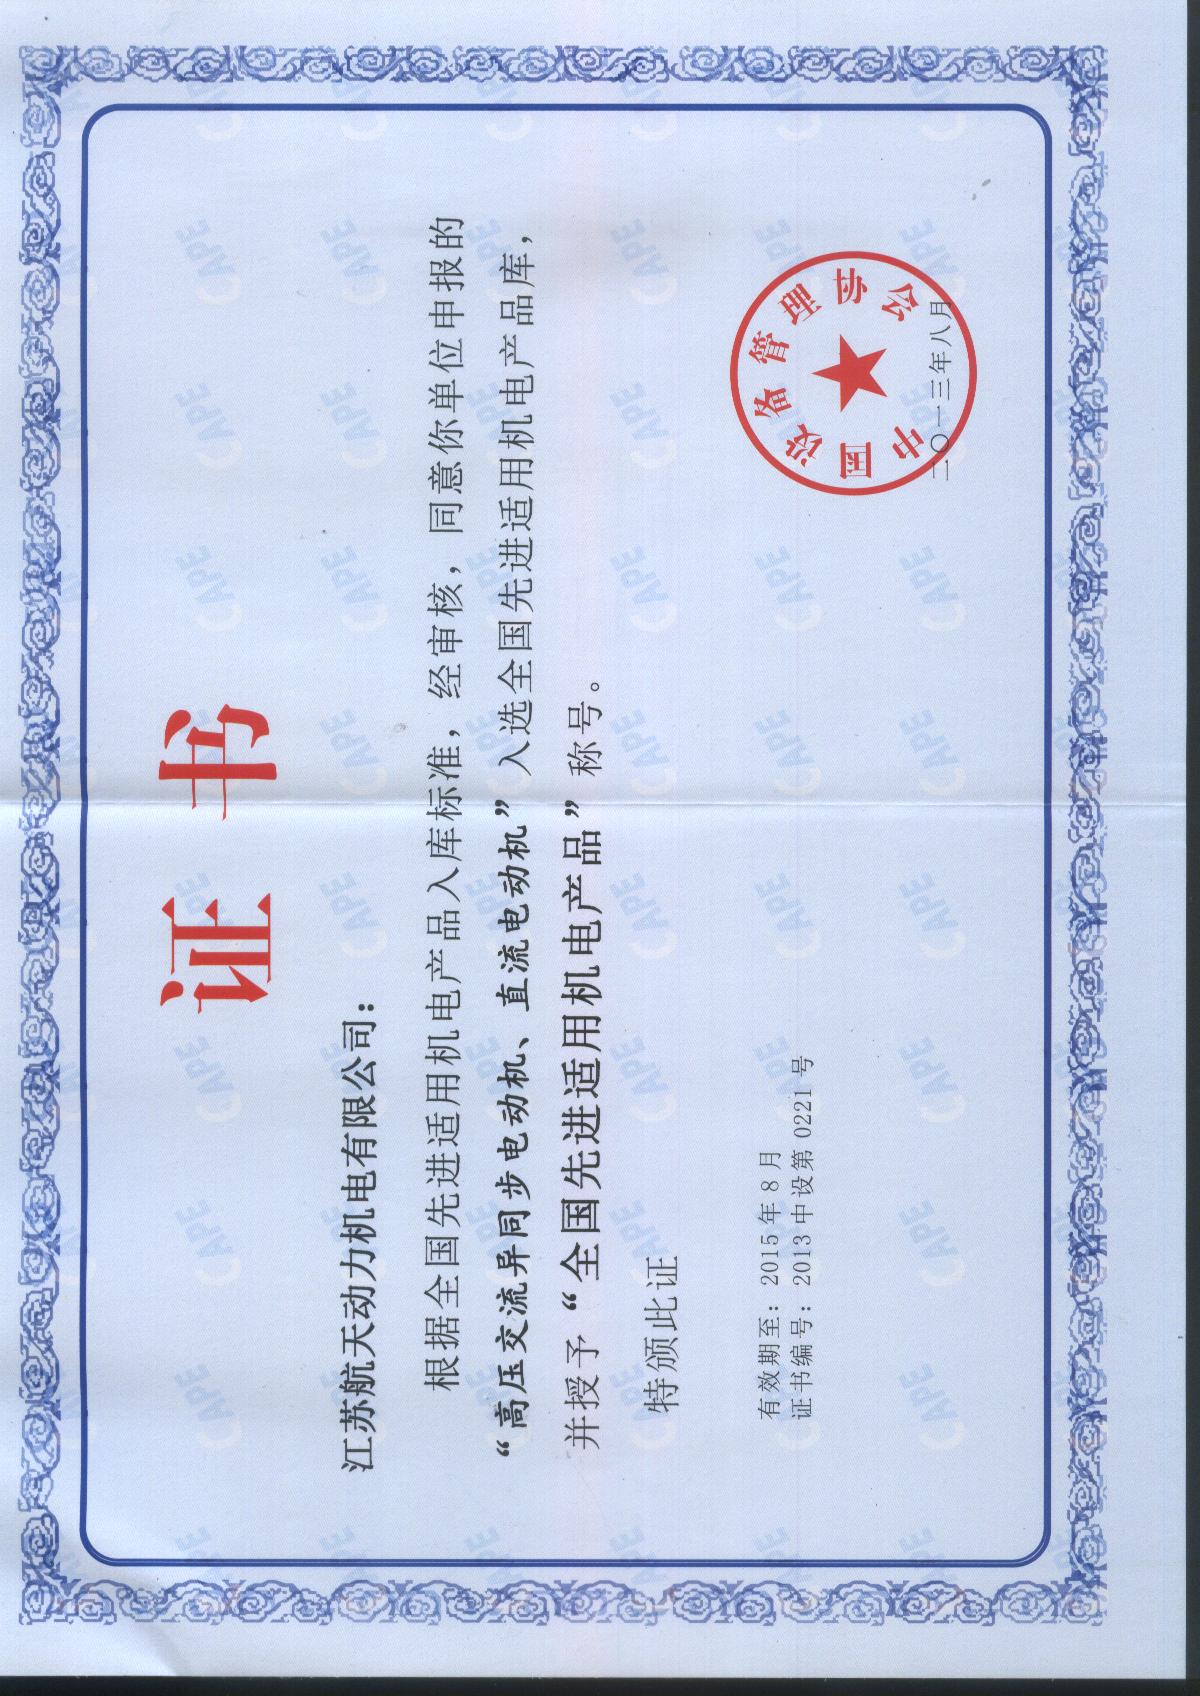 证书
江苏航天动力机电有限公司：
根据全国先进适用机电产品入库标准，经审核，同意你单位申报的
“高压交流异同步电动机、直流电动机”入选全国先进适用机电产品库，
并授予“全国先进适用机电产品”称号。
特颁此证
有效期至：2015年8月
证书编号：2013中设第0221号
中国设备管理协会
二〇一三年八月
CAPE